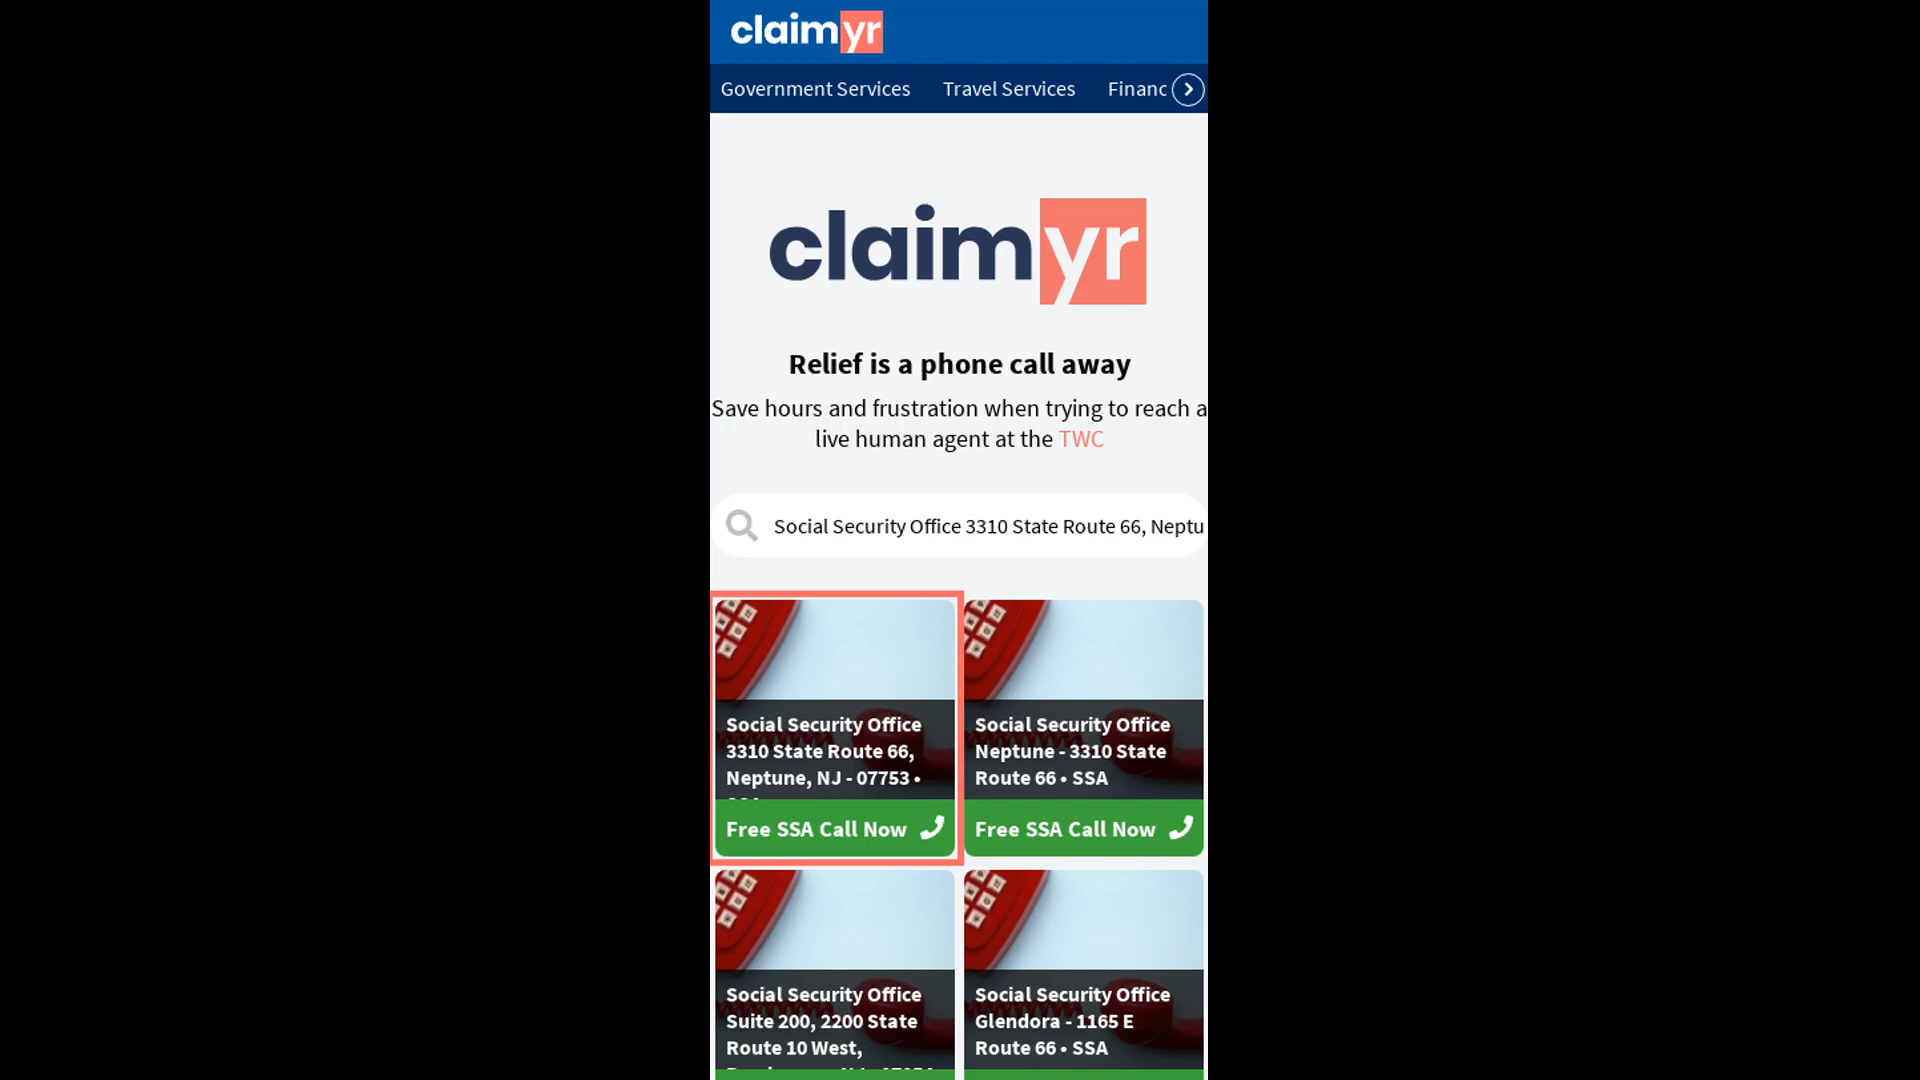 claimyr
Government Services
Travel Services
Financ
claimyr
Relief is a phone call away
Save hours and frustration when trying to reach a
live human agent at the TWC
Social Security Office 3310 State Route 66, Neptu
Social Security Office
3310 State Route 66,
Neptune, NJ - 07753 •
Free SSA Call Now
Social Security Office
Neptune - 3310 State
Route 66 • SSA
Free SSA Call Now
Social Security Office
Suite 200, 2200 State
Route 10 West,
Social Security Office
Glendora - 1165 E
Route 66 • SSA